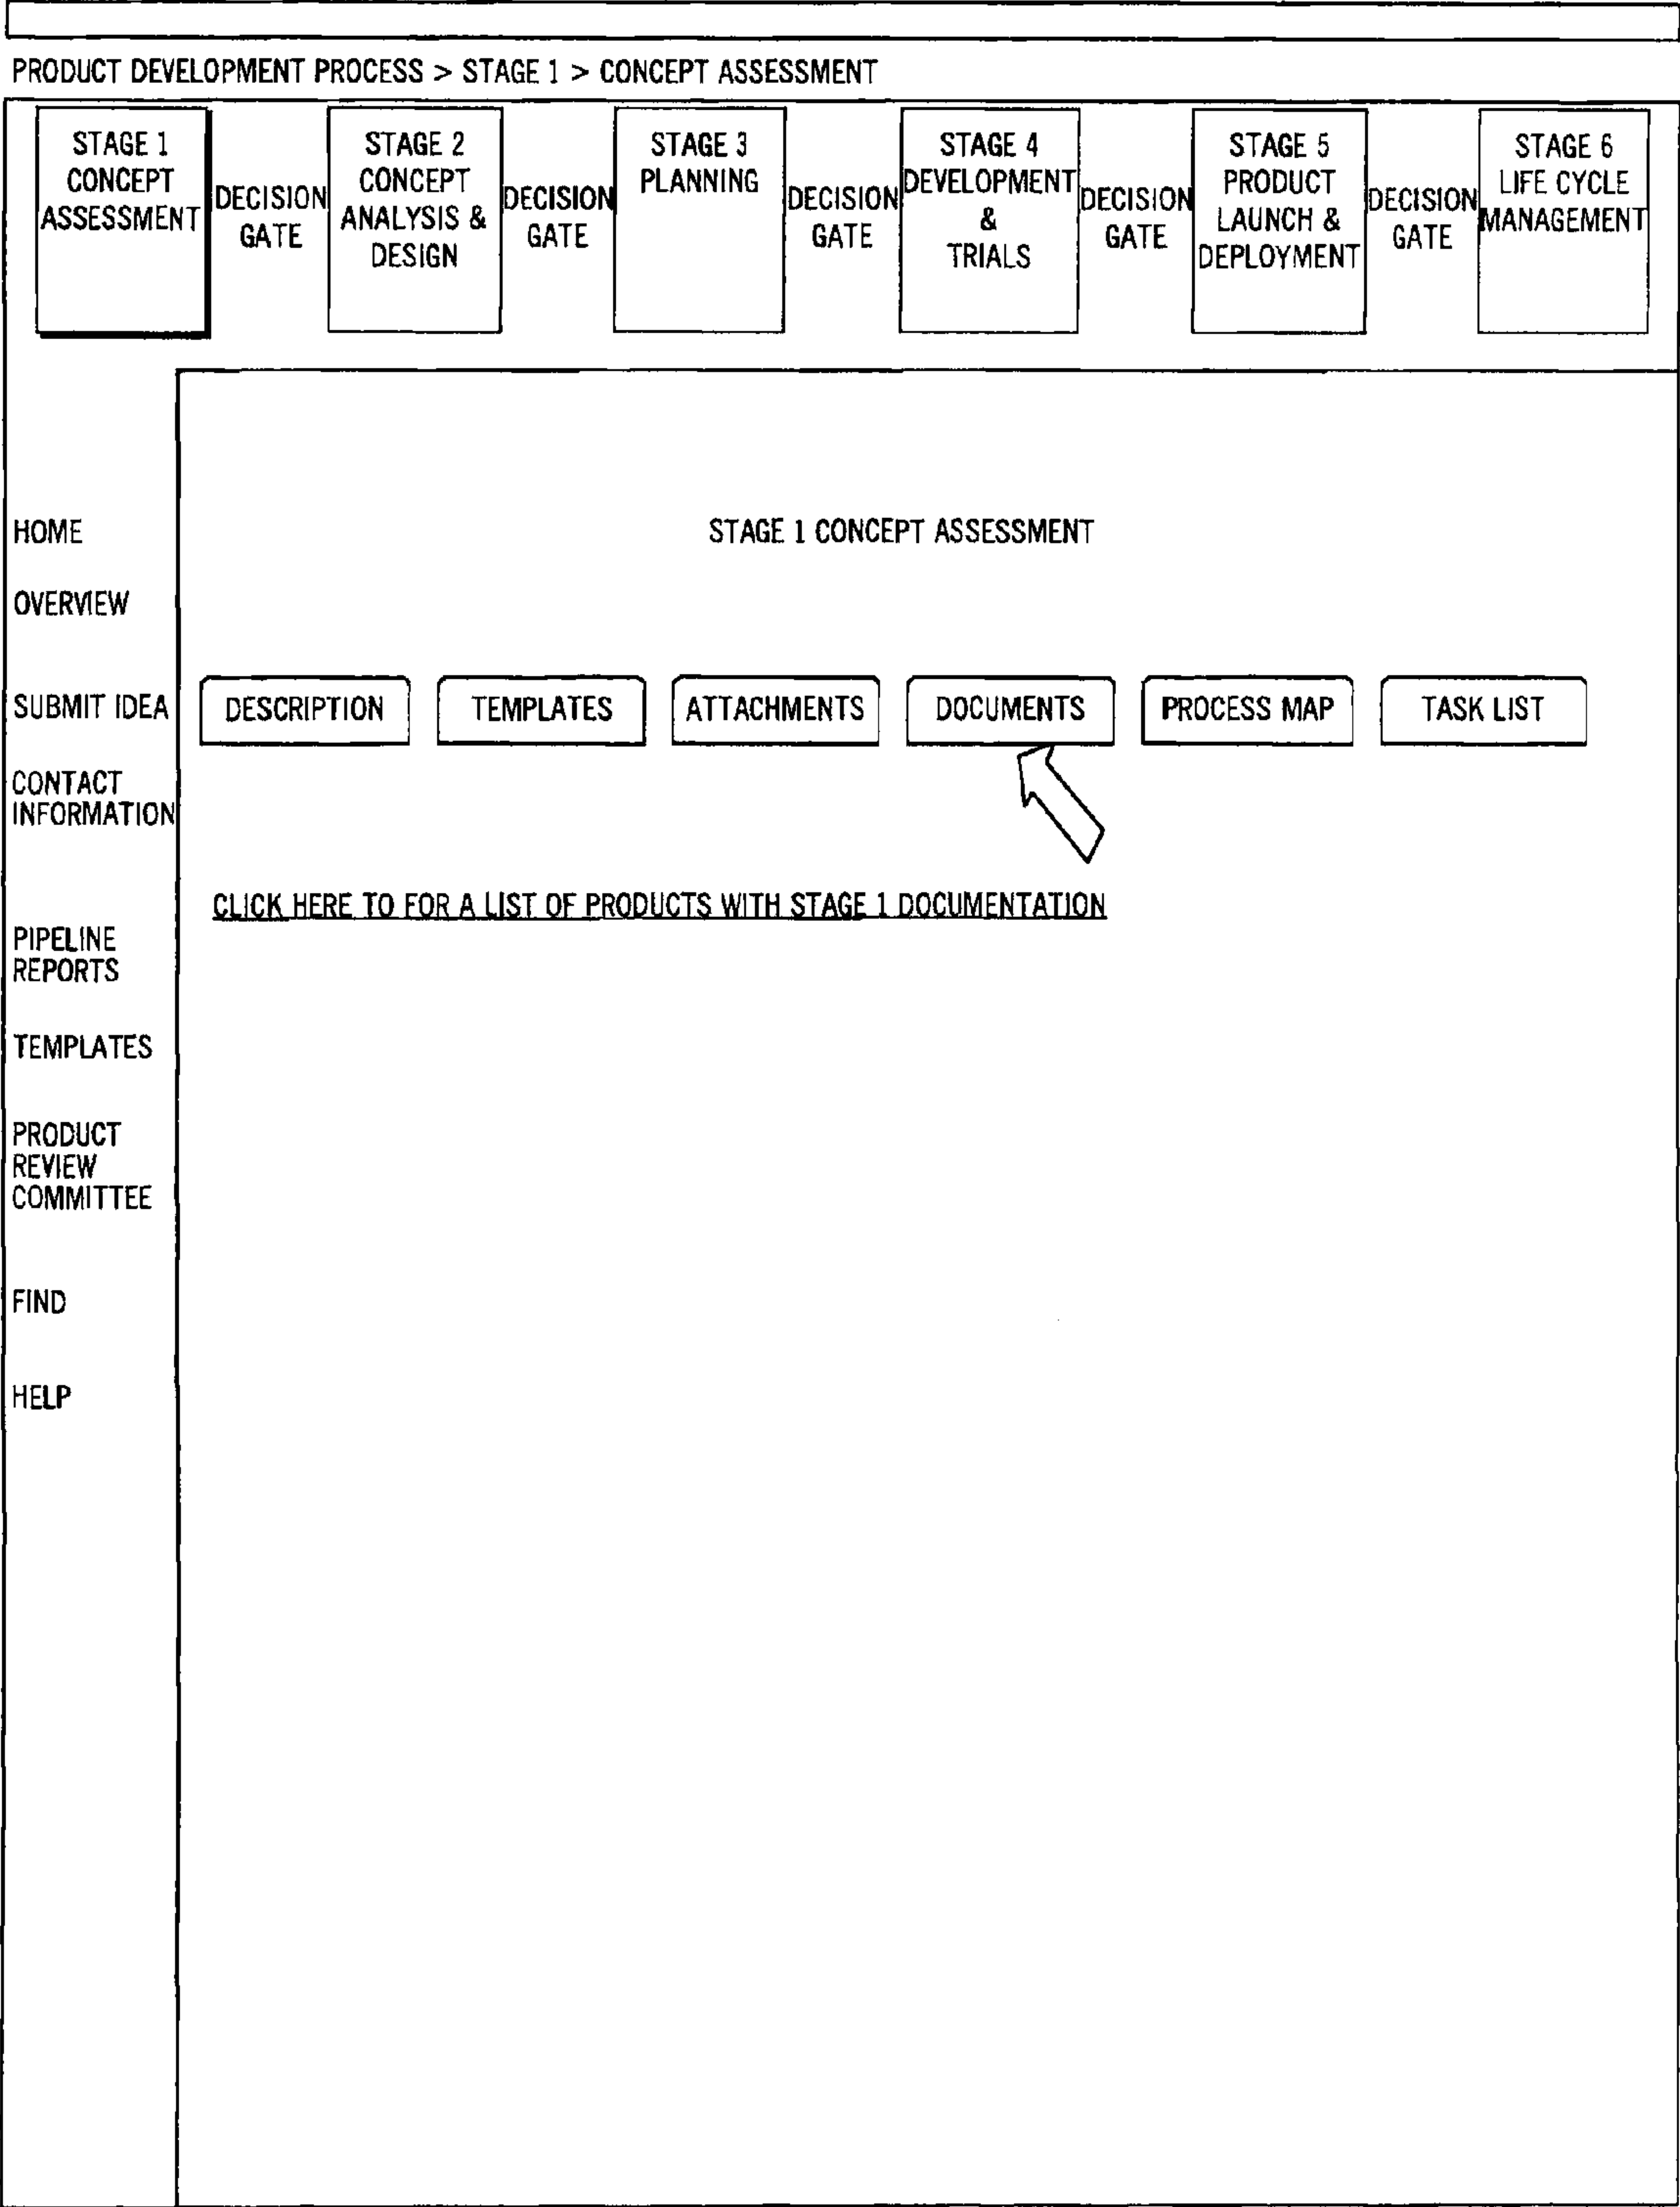 PRODUCT DEVELOPMENT PROCESS > STAGE 1 > CONCEPT ASSESSMENT
STAGE 1
CONCEPT
ASSESSMENT
DECISION
GATE
STAGE 2
CONCEPT
ANALYSIS &
DESIGN
DECISION
GATE
STAGE 3
PLANNING
DECISION
GATE
STAGE 4
DEVELOPMENT
&
TRIALS
DECISION
GATE
STAGE 5
PRODUCT
LAUNCH &
DEPLOYMENT
DECISION
GATE
STAGE 6
LIFE CYCLE
MANAGEMENT
HOME
OVERVIEW
SUBMIT IDEA
CONTACT
INFORMATION
PIPELINE
REPORTS
TEMPLATES
PRODUCT
REVIEW
COMMITTEE
FIND
HELP
STAGE 1 CONCEPT ASSESSMENT
DESCRIPTION
TEMPLATES
ATTACHMENTS
DOCUMENTS
PROCESS MAP
TASK LIST
CLICK HERE TO FOR A LIST OF PRODUCTS WITH STAGE 1 DOCUMENTATION